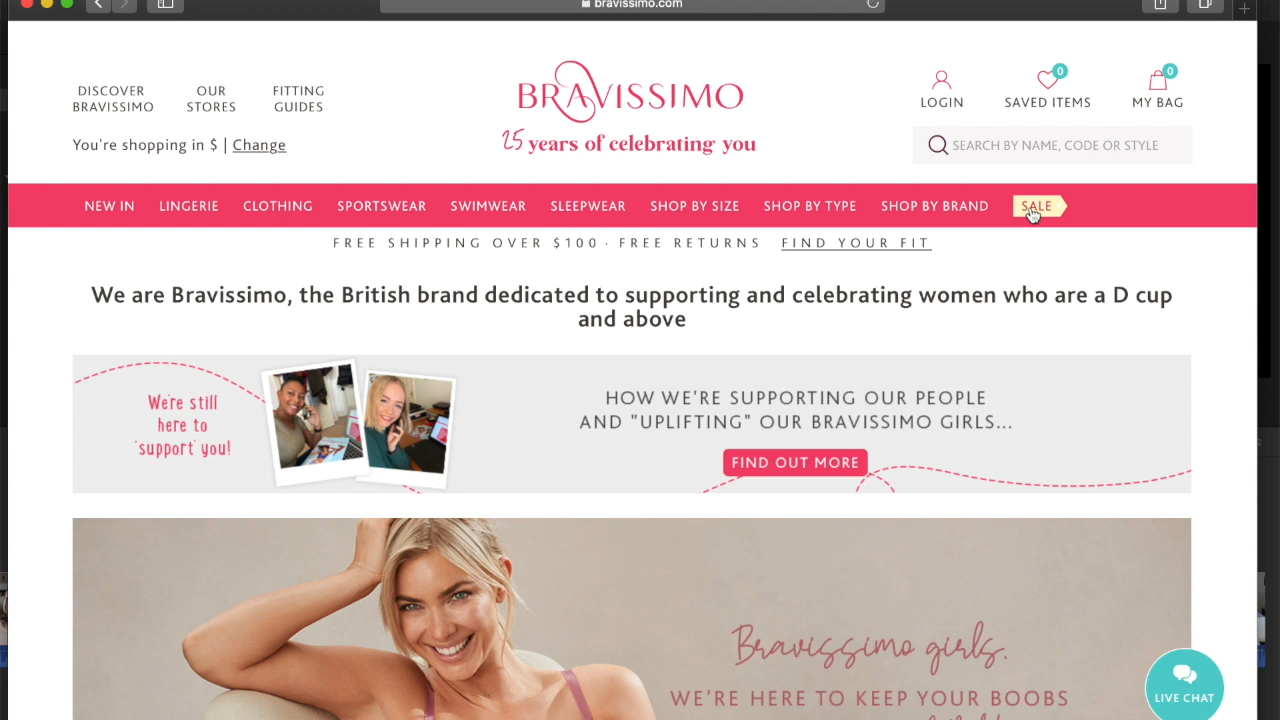 bravissimo.com
DISCOVER BRAVISSIMO
OUR STORES
FITTING GUIDES
BRAVISSIMO
25 years of celebrating you
LOGIN
0
SAVED ITEMS
0
MY BAG
You're shopping in $ | Change
SEARCH BY NAME, CODE OR STYLE
NEW IN LINGERIE CLOTHING SPORTSWEAR SWIMWEAR SLEEPWEAR SHOP BY SIZE SHOP BY TYPE SHOP BY BRAND SALE
FREE SHIPPING OVER $100 · FREE RETURNS FIND YOUR FIT
We are Bravissimo, the British brand dedicated to supporting and celebrating women who are a D cup
and above
We're still
here to
'support' you!
HOW WE'RE SUPPORTING OUR PEOPLE
AND "UPLIFTING" OUR BRAVISSIMO GIRLS...
FIND OUT MORE
Bravissimo girls.
WE'RE HERE TO KEEP YOUR BOOBS
LIVE CHAT